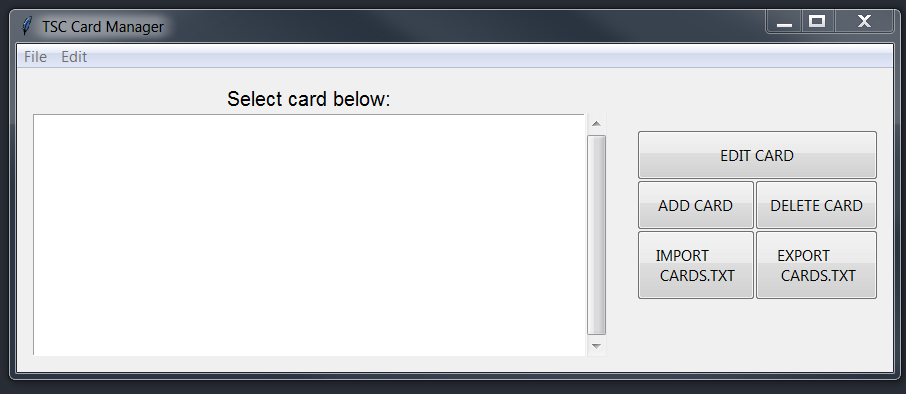 TSC Card Manager
File Edit
Select card below:
EDIT CARD
ADD CARD DELETE CARD
IMPORT
CARDS.TXT
EXPORT
CARDS.TXT